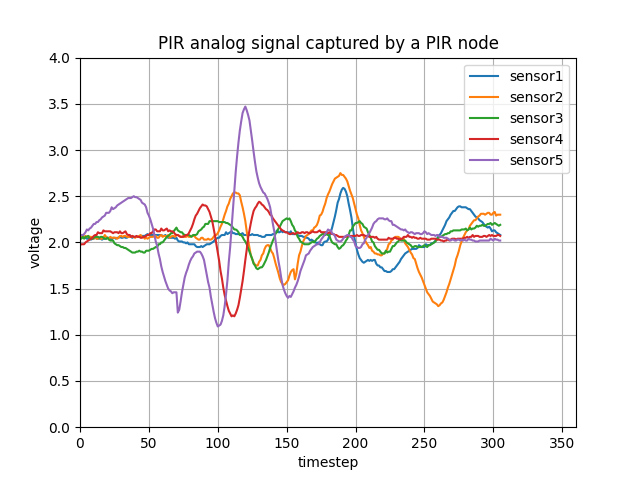 PIR analog signal captured by a PIR node
4.0
3.5
3.0
2.5
2.0
1.5
1.0
0.5
0.0
voltage
0 50 100 150 200 250 300 350
timestep
sensor1
sensor2
sensor3
sensor4
sensor5